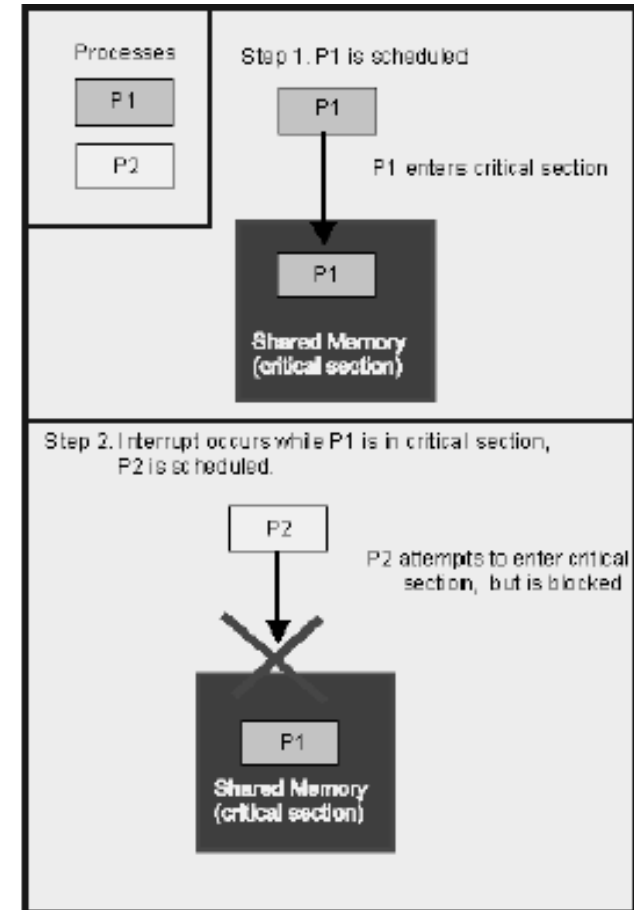 Processes
P1
P2
Step 1. P1 is scheduled
P1
P1 enters critical section
P1
Shared Memory
(critical section)
Step 2. Interrupt occurs while P1 is in critical section,
P2 is scheduled.
P2
P2 attempts to enter critical
section, but is blocked
P1
Shared Memory
(critical section)